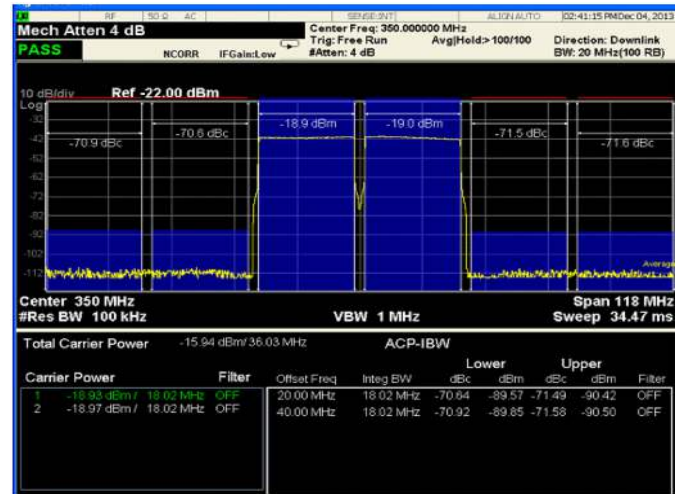 RF 50 Ω AC SENSE:INT ALIGN AUTO 02:41:15 PM Dec 04, 2013
Mech Atten 4 dB Center Freq: 350.000000 MHz
Trig: Free Run Avg|Hold:> 100/100 Direction: Downlink
PASS NCORR IFGain:Low #Atten: 4 dB BW: 20 MHz(100 RB)
10 dB/div Ref -22.00 dBm
Log
-32
-18.9 dBm -19.0 dBm
-70.9 dBc -70.6 dBc -71.5 dBc -71.6 dBc
-42
-52
-62
-72
-82
-92
-102
Average
-112
Center 350 MHz Span 118 MHz
#Res BW 100 kHz VBW 1 MHz Sweep 34.47 ms
Total Carrier Power -15.94 dBm/ 36.03 MHz ACP-IBW
Lower Upper
Carrier Power Filter Offset Freq Integ BW dBc dBm dBc dBm Filter
1 -18.93 dBm / 18.02 MHz OFF 20.00 MHz 18.02 MHz -70.64 -89.57 -71.49 -90.42 OFF
2 -18.97 dBm / 18.02 MHz OFF 40.00 MHz 18.02 MHz -70.92 -89.85 -71.58 -90.50 OFF